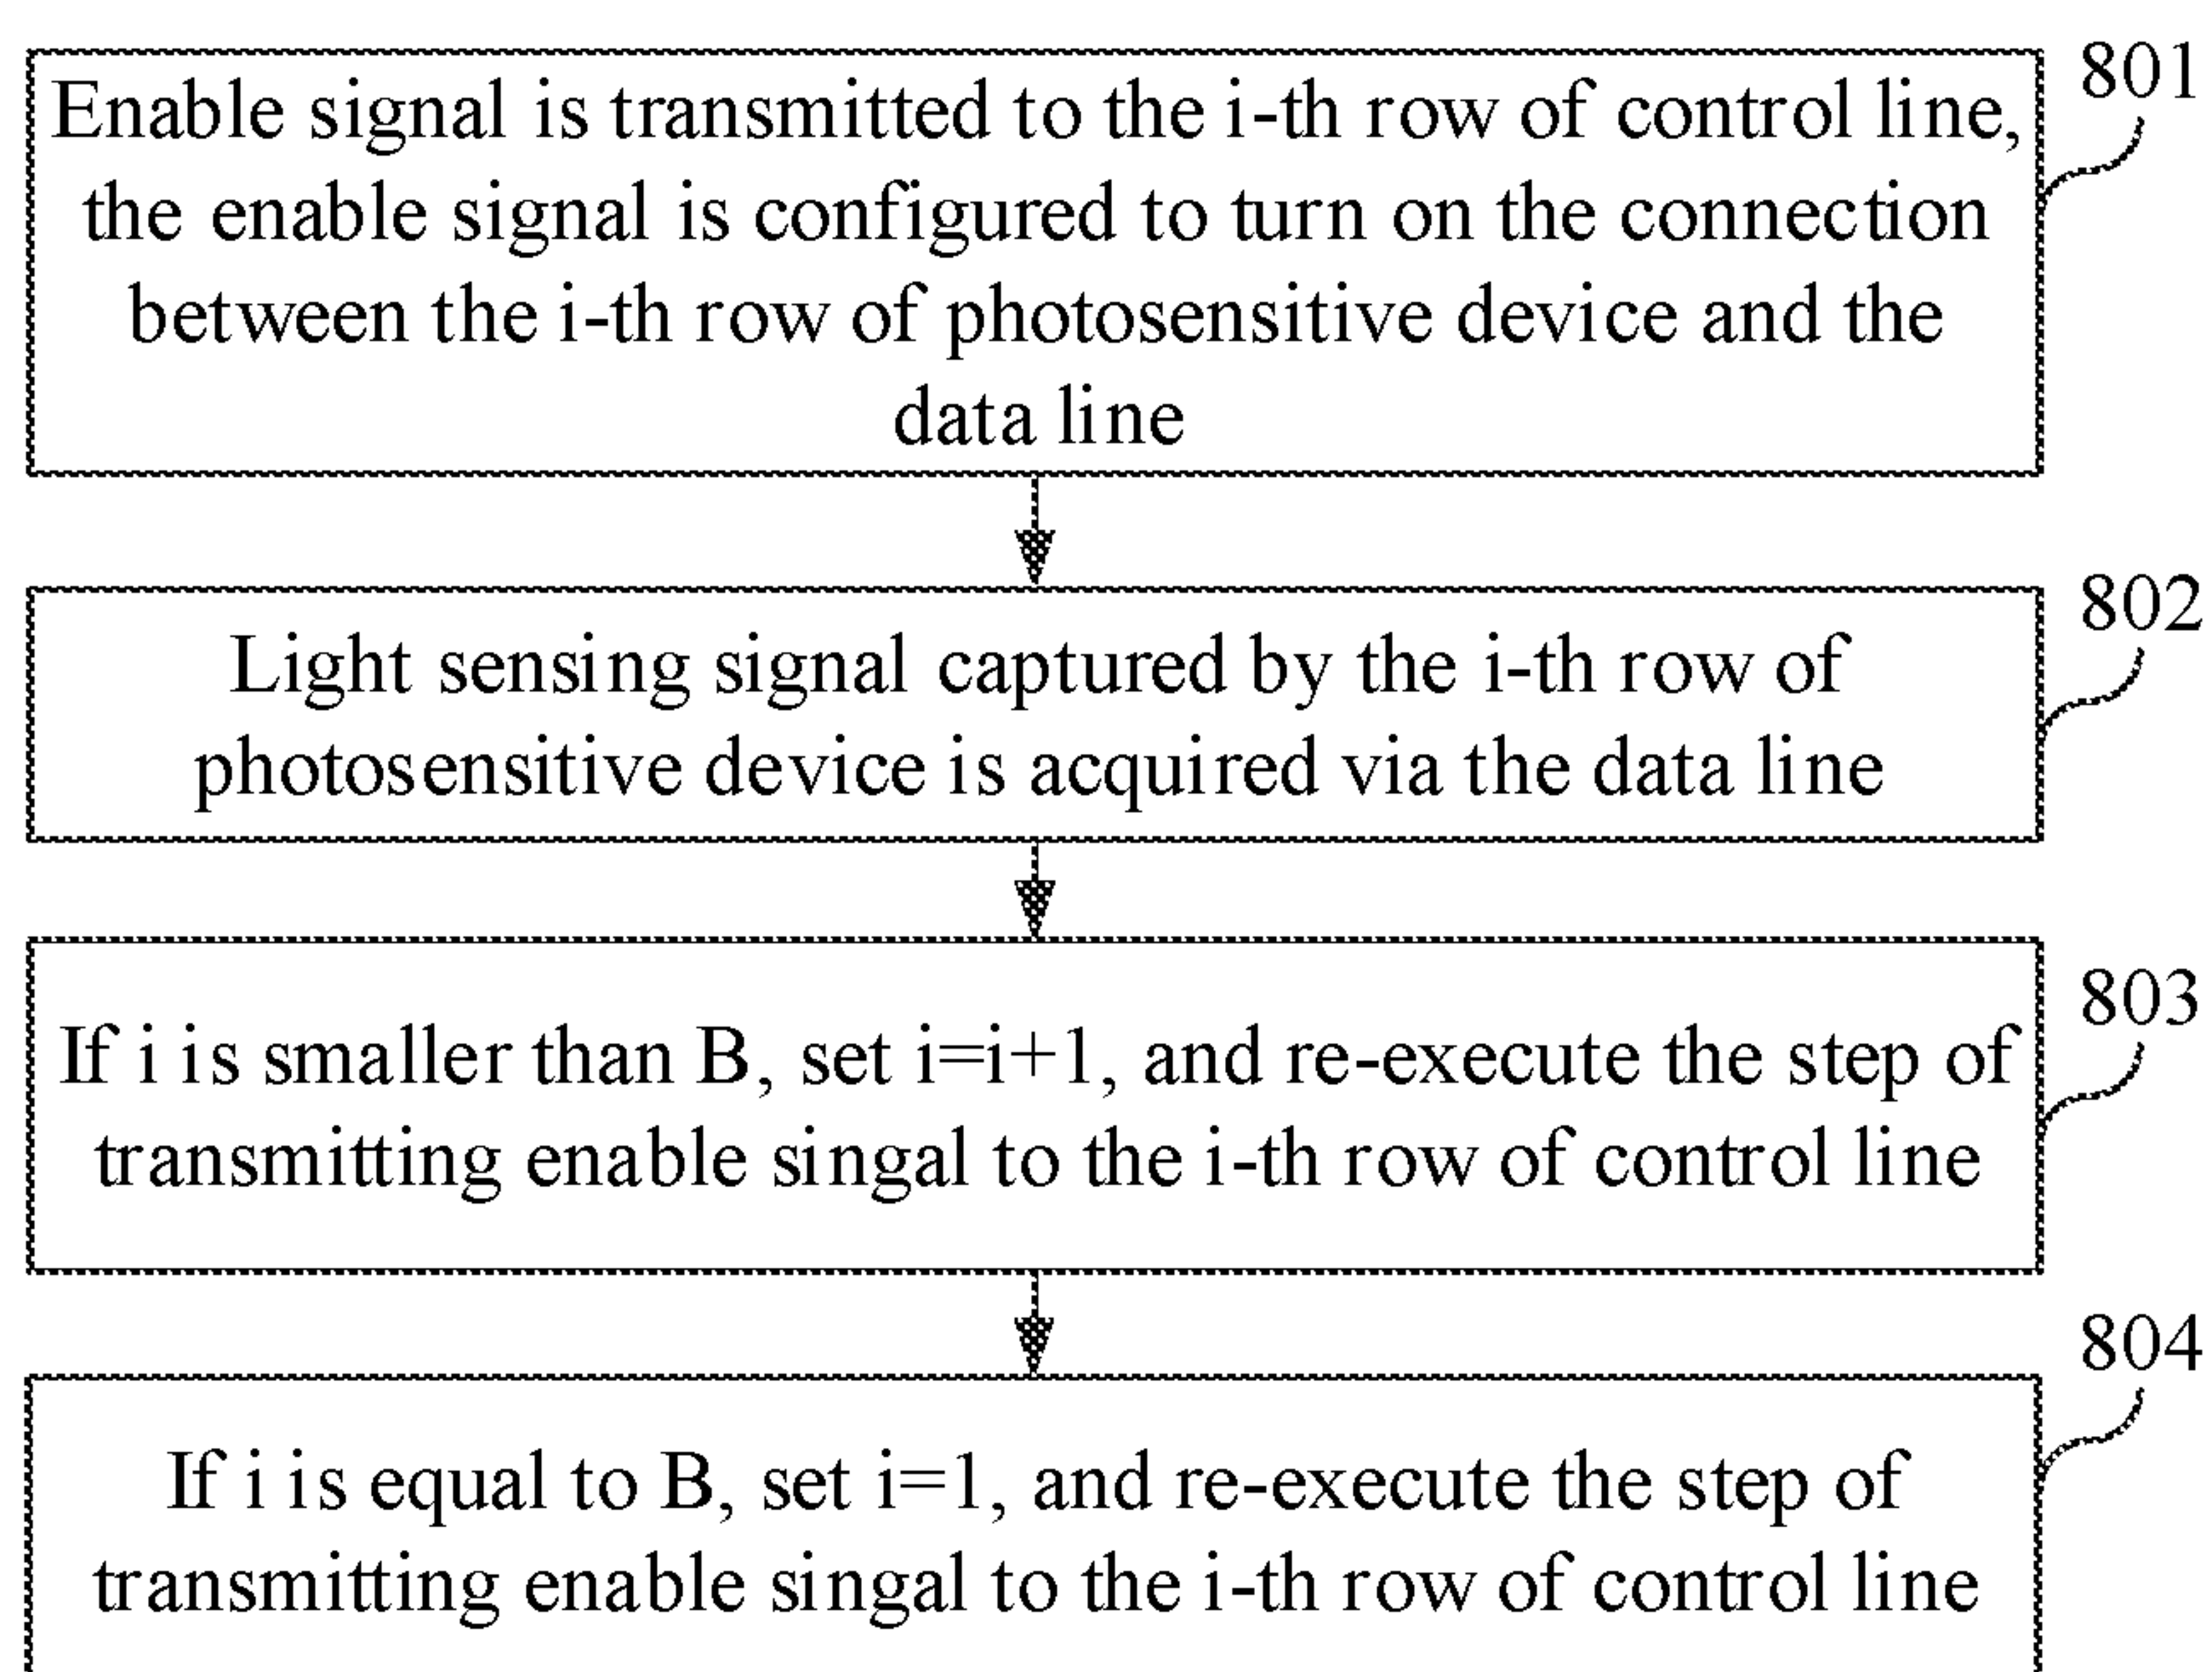 801
Enable signal is transmitted to the i-th row of control line,
the enable signal is configured to turn on the connection
between the i-th row of photosensitive device and the
data line
802
Light sensing signal captured by the i-th row of
photosensitive device is acquired via the data line
803
If i is smaller than B, set i=i+1, and re-execute the step of
transmitting enable singal to the i-th row of control line
804
If i is equal to B, set i=1, and re-execute the step of
transmitting enable singal to the i-th row of control line